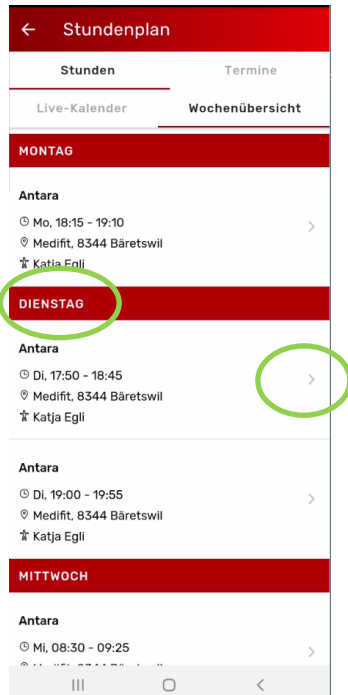 Stundenplan
Stunden Termine
Live-Kalender Wochenübersicht
MONTAG
Antara
Mo, 18:15 - 19:10
Medifit, 8344 Bäretswil
Katja Egli
DIENSTAG
Antara
Di, 17:50 - 18:45
Medifit, 8344 Bäretswil
Katja Egli
Antara
Di, 19:00 - 19:55
Medifit, 8344 Bäretswil
Katja Egli
MITTWOCH
Antara
Mi, 08:30 - 09:25